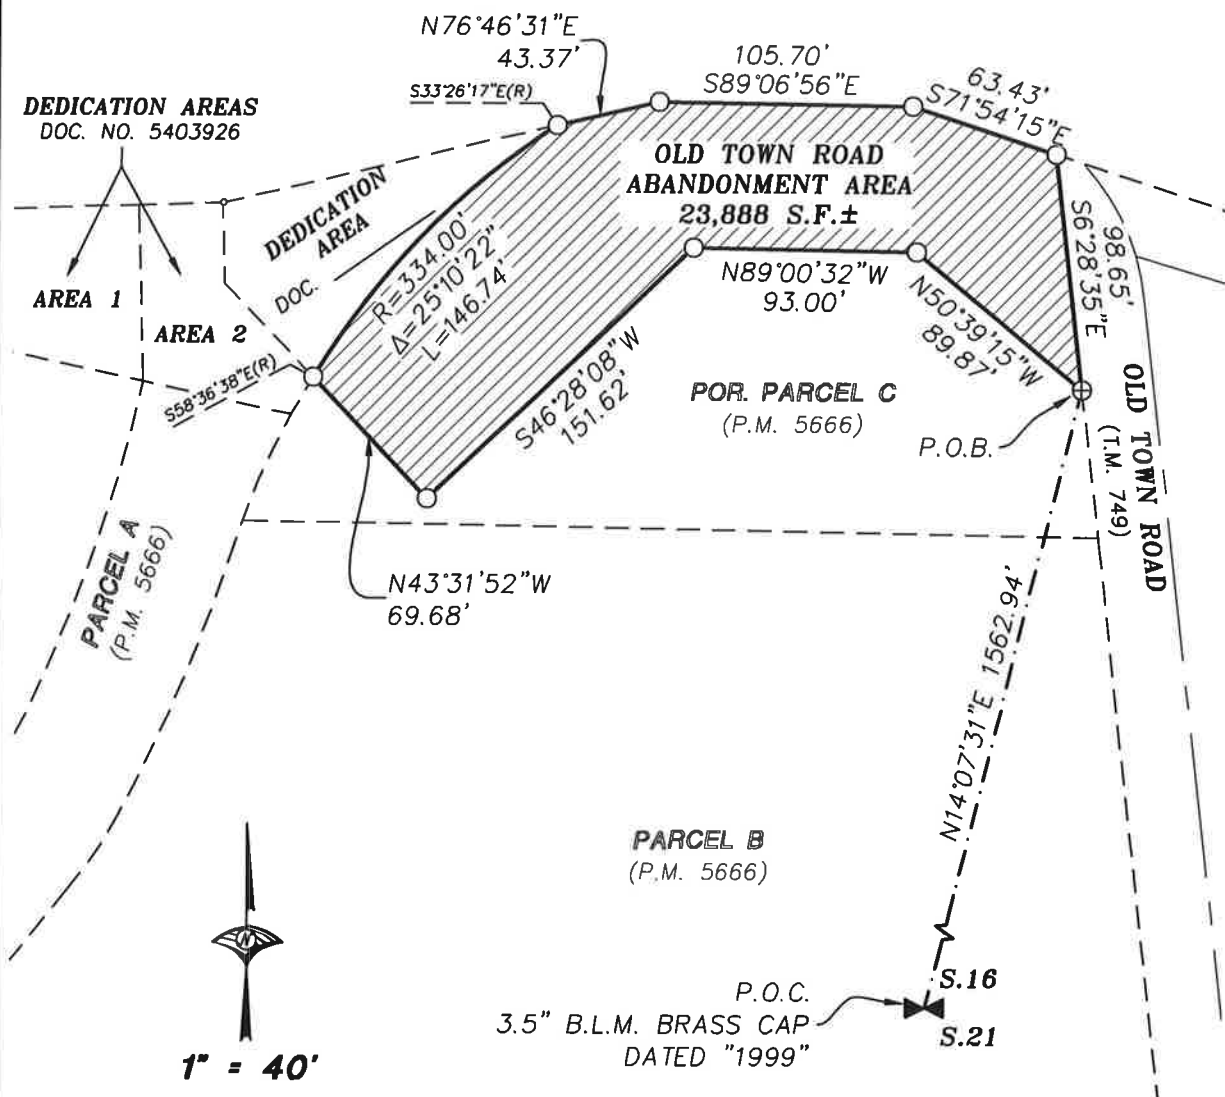 N76°46'31"E
43.37'
105.70'
S89°06'56"E
63.43'
S71°54'15"E
S33°26'17"E(R)
DEDICATION AREAS
DOC. NO. 5403926
OLD TOWN ROAD
ABANDONMENT AREA
23,888 S.F.±
DEDICATION
AREA
DOC.
R=334.00'
Δ=25°10'22"
L=146.74'
S6°28'35"E
98.65'
AREA 1
AREA 2
N89°00'32"W
93.00'
N50°39'15"W
89.87'
S58°36'38"E(R)
S46°28'08"W
151.62'
POR. PARCEL C
(P.M. 5666)
P.O.B.
OLD TOWN ROAD
(T.M. 749)
PARCEL A
(P.M. 5666)
N43°31'52"W
69.68'
N14°07'31"E 1562.94'
PARCEL B
(P.M. 5666)
N
1" = 40'
P.O.C.
3.5" B.L.M. BRASS CAP
DATED "1999"
S.16
S.21